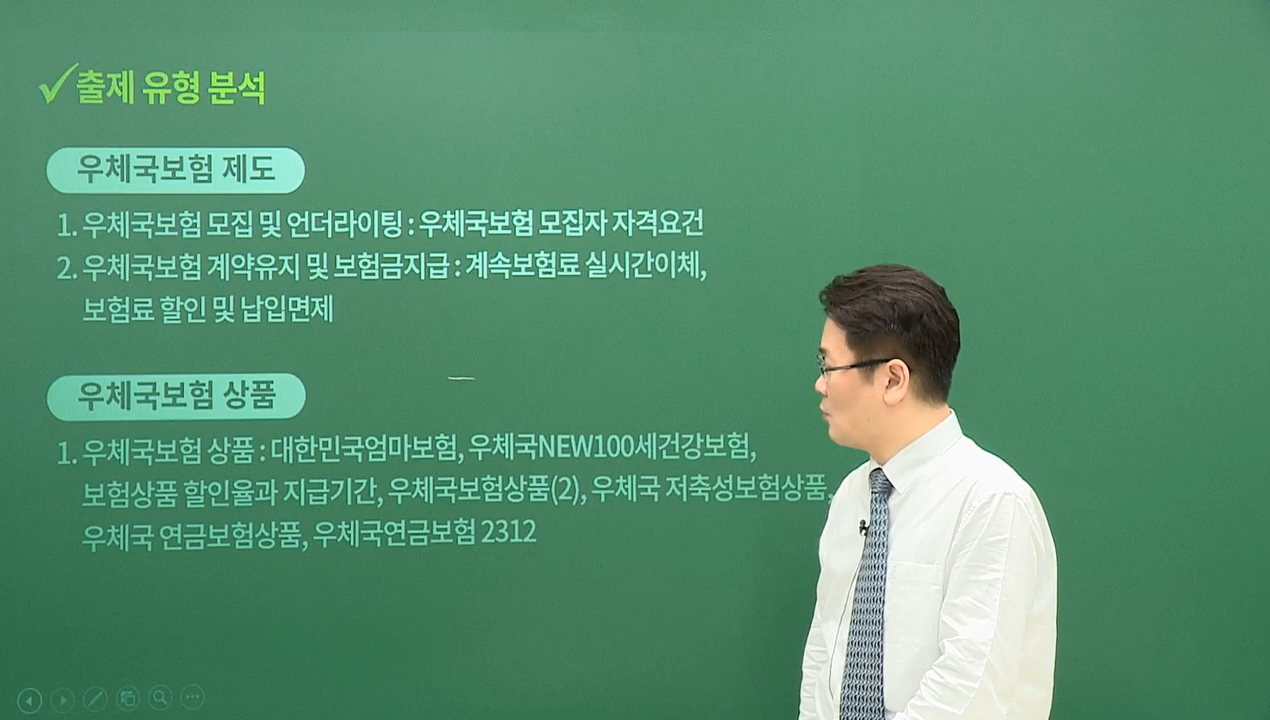 출제 유형 분석
우체국보험 제도
1. 우체국보험 모집 및 언더라이팅 : 우체국보험 모집자 자격요건
2. 우체국보험 계약유지 및 보험금지급 : 계속보험료 실시간이체,
보험료 할인 및 납입면제
우체국보험 상품
1. 우체국보험 상품 : 대한민국엄마보험, 우체국NEW100세건강보험,
보험상품 할인율과 지급기간, 우체국보험상품(2), 우체국 저축성보험상품,
우체국 연금보험상품, 우체국연금보험 2312